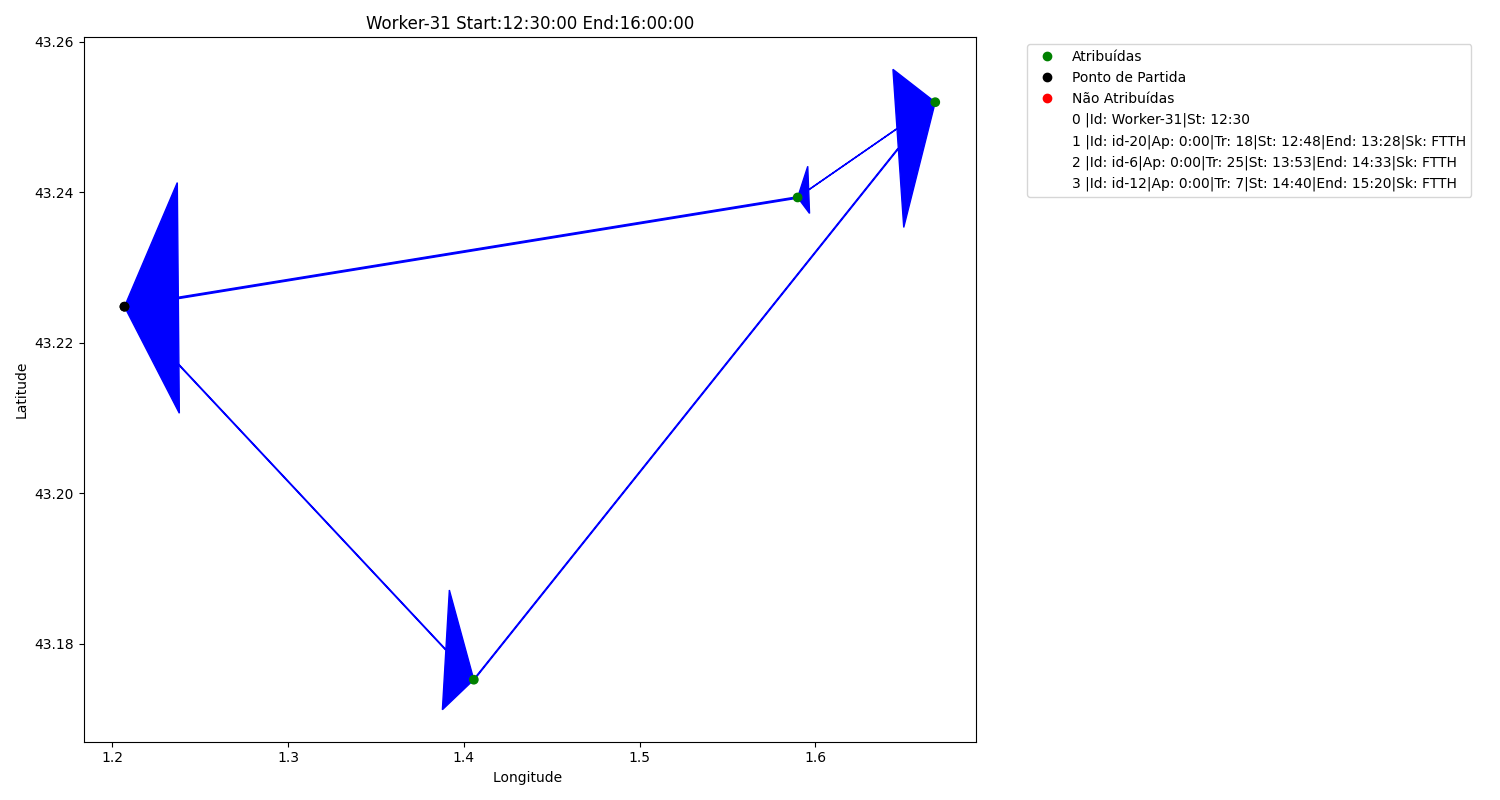 Worker-31 Start:12:30:00 End:16:00:00
43.26
43.24
43.22
43.20
43.18
Latitude
1.2
1.3
1.4
1.5
1.6
Longitude
Atribuídas
Ponto de Partida
Não Atribuídas
0 |Id: Worker-31|St: 12:30
1 |Id: id-20|Ap: 0:00|Tr: 18|St: 12:48|End: 13:28|Sk: FTTH
2 |Id: id-6|Ap: 0:00|Tr: 25|St: 13:53|End: 14:33|Sk: FTTH
3 |Id: id-12|Ap: 0:00|Tr: 7|St: 14:40|End: 15:20|Sk: FTTH